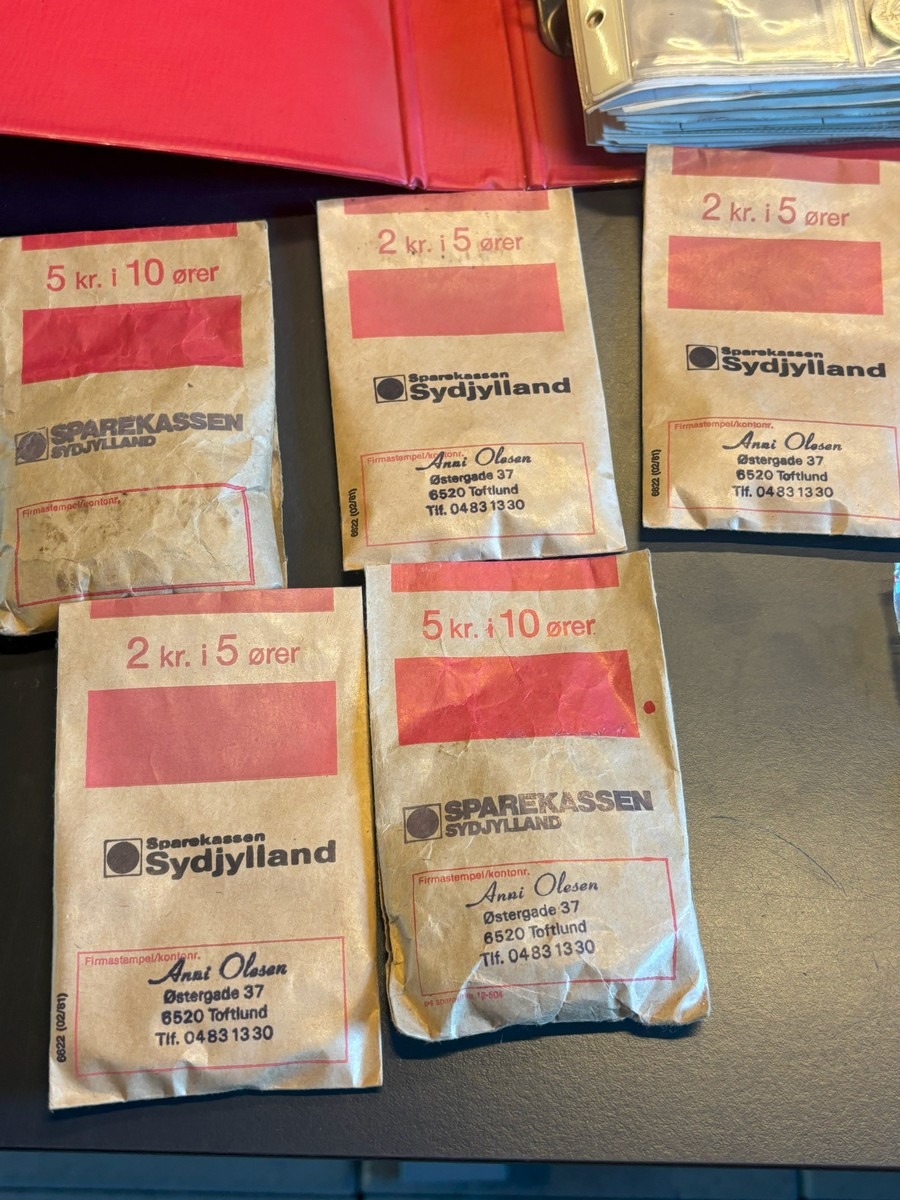 5 kr. i 10 ører
SPAREKASSEN
SYDJYLLAND
Firmastempel/kontonr.
2 kr. i 5 ører
Sparekassen
Sydjylland
Firmastempel/kontonr.
Anni Olesen
Østergade 37
6520 Toftlund
Tlf. 04 83 13 30
6622 (02/81)
2 kr. i 5 ører
Sparekassen
Sydjylland
Firmastempel/kontonr.
Anni Olesen
Østergade 37
6520 Toftlund
Tlf. 04 83 13 30
6622 (02/81)
2 kr. i 5 ører
Sparekassen
Sydjylland
Firmastempel/kontonr.
Anni Olesen
Østergade 37
6520 Toftlund
Tlf. 04 83 13 30
6622 (02/81)
5 kr. i 10 ører
SPAREKASSEN
SYDJYLLAND
Firmastempel/kontonr.
Anni Olesen
Østergade 37
6520 Toftlund
Tlf. 04 83 13 30
12-504